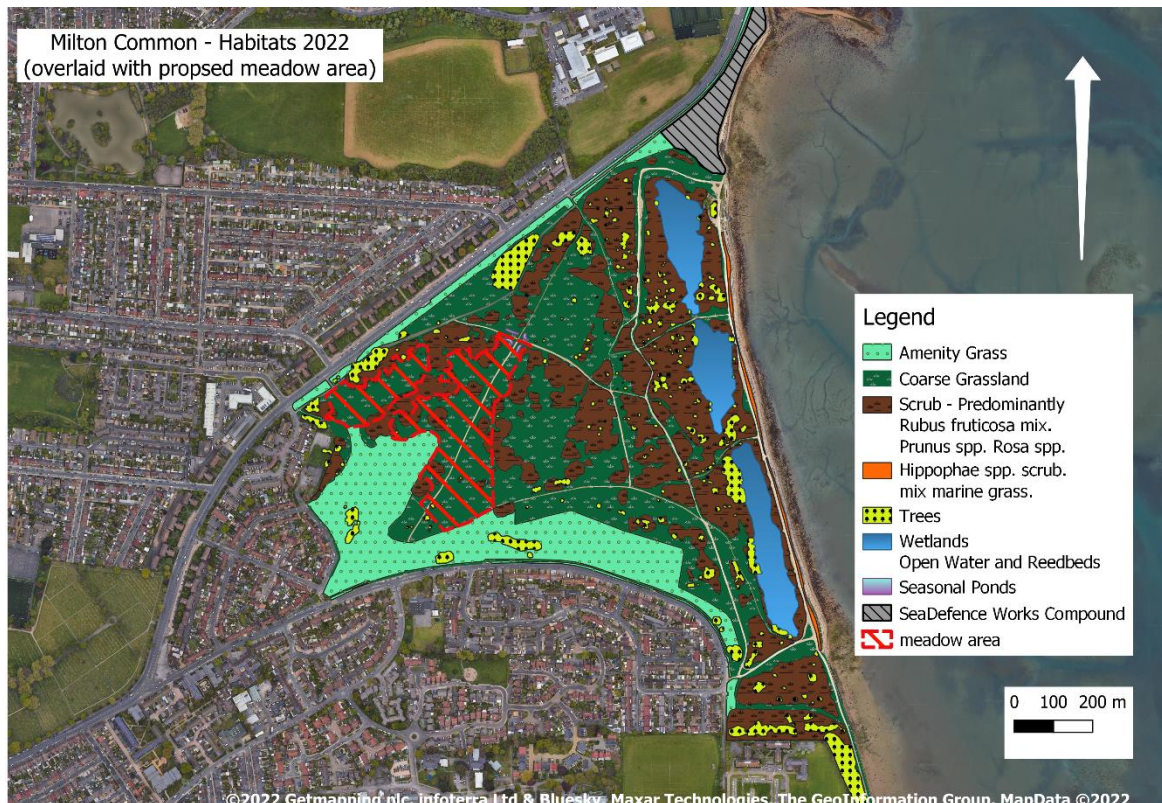 Milton Common - Habitats 2022
(overlaid with propsed meadow area)
Legend
Amenity Grass
Coarse Grassland
Scrub - Predominantly
Rubus fruticosa mix.
Prunus spp. Rosa spp.
Hippophae spp. scrub.
mix marine grass.
Trees
Wetlands
Open Water and Reedbeds
Seasonal Ponds
SeaDefence Works Compound
meadow area
0 100 200 m
©2022 Getmapping plc, infoterra Ltd & Bluesky, Maxar Technologies, The GeoInformation Group, MapData ©2022